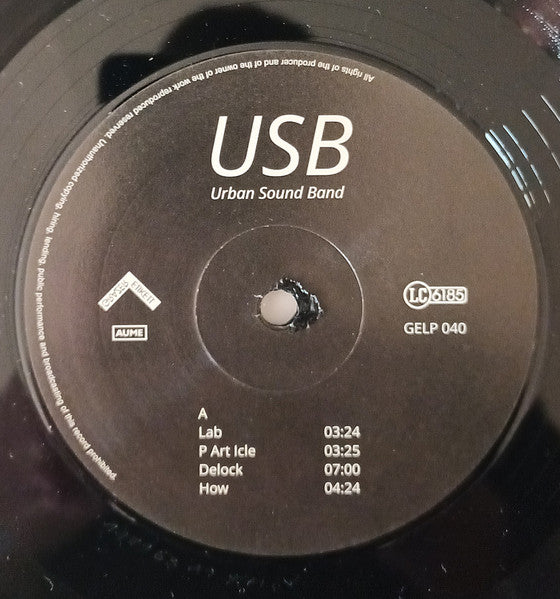 All rights of the producer and of the owner of the work reproduced reserved. Unauthorized copying, hiring, lending, public performance and broadcasting of this record prohibited.
USB
Urban Sound Band
LC 6185
AUME
GELP 040
A
Lab 03:24
P Art Icle 03:25
Delock 07:00
How 04:24